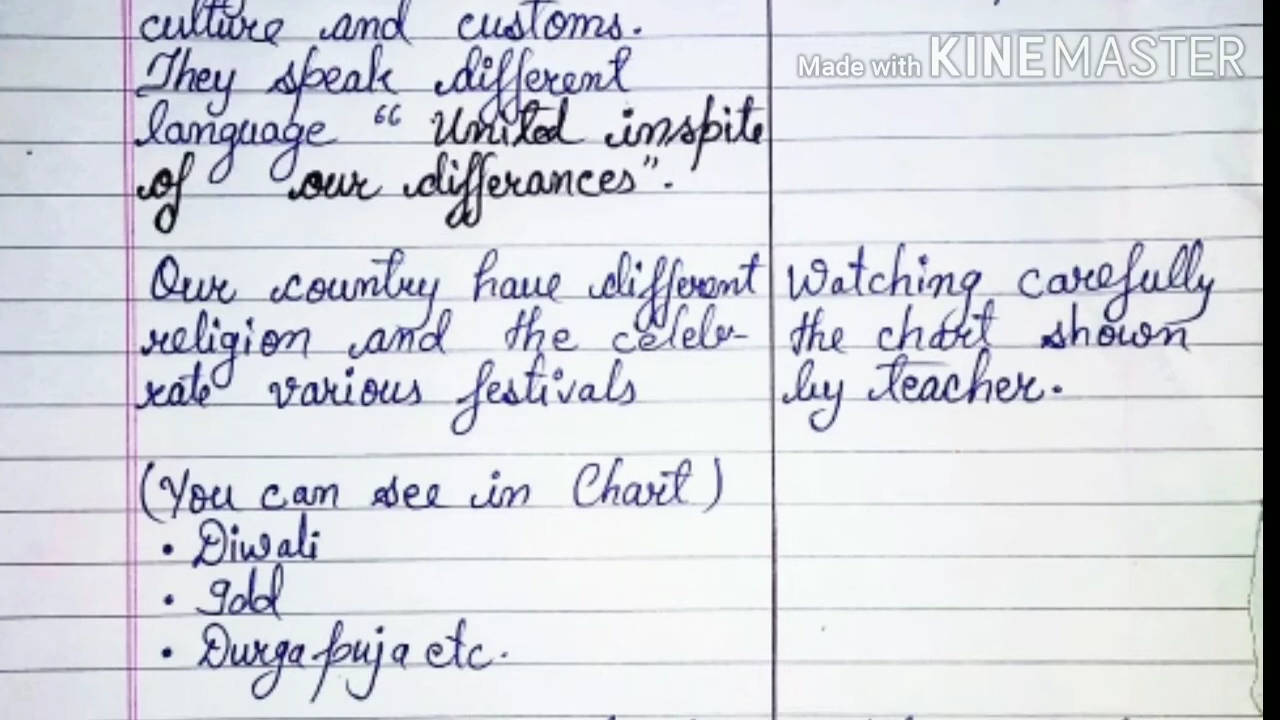 culture and customs.
They speak different
language "United inspite
of our differances".
Our country have different
religion and the celeb-
rate various festivals
(You can see in Chart)
• Diwali
• Idd
• Durga puja etc.
Watching carefully
the chart shown
by teacher.
Made with KINEMASTER